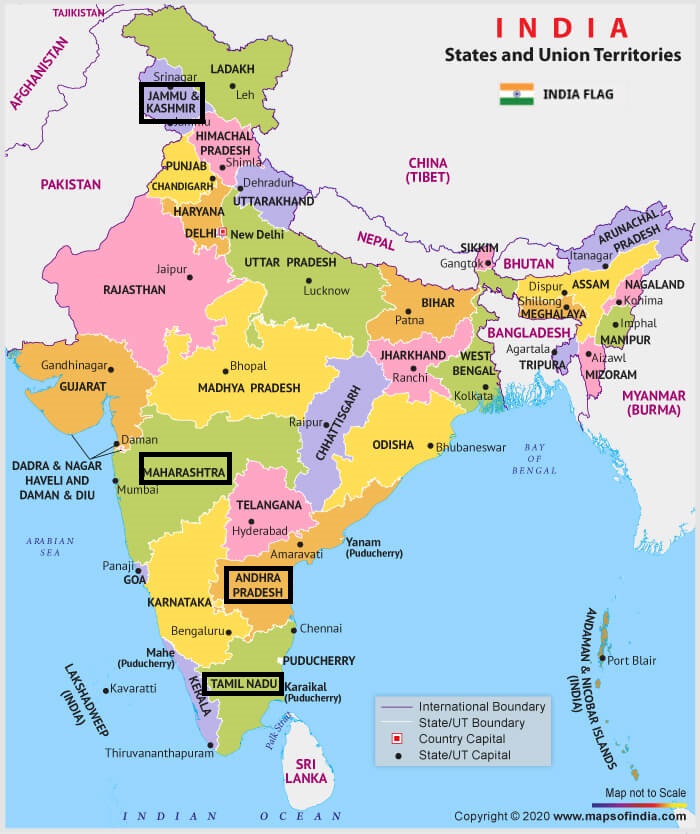 INDIA
States and Union Territories
INDIA FLAG
TAJIKISTAN
AFGHANISTAN
PAKISTAN
CHINA
(TIBET)
NEPAL
BHUTAN
BANGLADESH
MYANMAR
(BURMA)
LADAKH
Leh
Srinagar
JAMMU &
KASHMIR
Jammu
HIMACHAL
PRADESH
Shimla
PUNJAB
CHANDIGARH
Dehradun
UTTARAKHAND
HARYANA
DELHI
New Delhi
UTTAR PRADESH
Lucknow
Jaipur
RAJASTHAN
SIKKIM
Gangtok
ARUNACHAL
PRADESH
Itanagar
Dispur
ASSAM
NAGALAND
Shillong
Kohima
MEGHALAYA
Imphal
MANIPUR
Agartala
TRIPURA
Aizawl
MIZORAM
BIHAR
Patna
JHARKHAND
Ranchi
WEST
BENGAL
Kolkata
Gandhinagar
GUJARAT
Bhopal
MADHYA PRADESH
Raipur
CHHATTISGARH
ODISHA
Bhubaneswar
Daman
DADRA & NAGAR
HAVELI AND
DAMAN & DIU
MAHARASHTRA
Mumbai
TELANGANA
Hyderabad
BAY
OF
BENGAL
ARABIAN
SEA
Amaravati
Yanam
(Puducherry)
Panaji
GOA
KARNATAKA
ANDHRA
PRADESH
Bengaluru
Chennai
Mahe
(Puducherry)
PUDUCHERRY
TAMIL NADU
Karaikal
(Puducherry)
KERALA
LAKSHADWEEP
(INDIA)
Kavaratti
Thiruvananthapuram
Palk Strait
SRI
LANKA
ANDAMAN & NICOBAR ISLANDS
(INDIA)
Port Blair
INDIAN OCEAN
International Boundary
State/UT Boundary
Country Capital
State/UT Capital
Map not to Scale
Copyright © 2020 www.mapsofindia.com